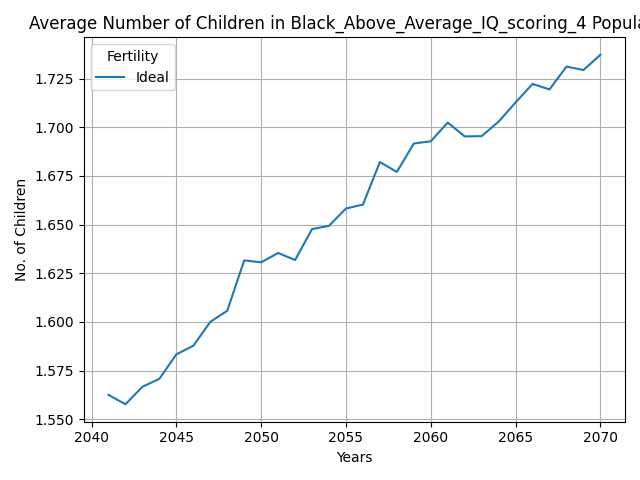 Average Number of Children in Black_Above_Average_IQ_scoring_4 Popula
Fertility
Ideal
No. of Children
1.725
1.700
1.675
1.650
1.625
1.600
1.575
1.550
2040 2045 2050 2055 2060 2065 2070
Years